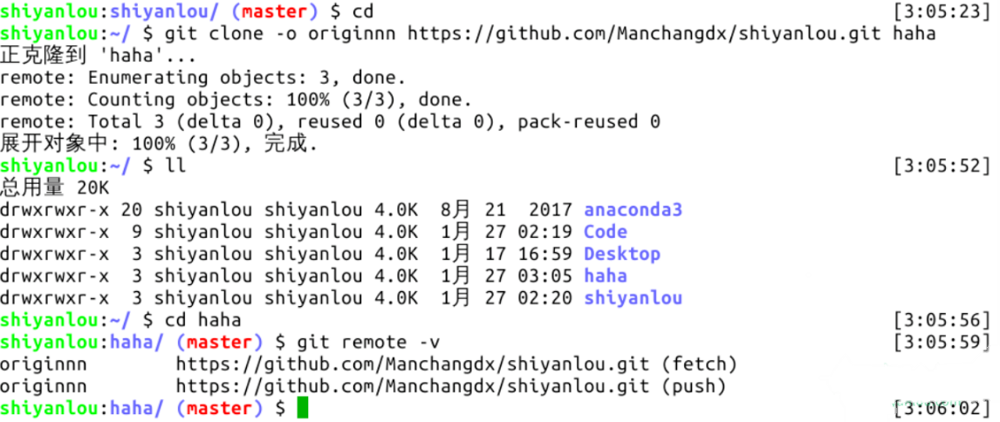 shiyanlou:shiyanlou/ (master) $ cd [3:05:23]
shiyanlou:~/ $ git clone -o originnn https://github.com/Manchangdx/shiyanlou.git haha
正克隆到 'haha'...
remote: Enumerating objects: 3, done.
remote: Counting objects: 100% (3/3), done.
remote: Total 3 (delta 0), reused 0 (delta 0), pack-reused 0
展开对象中: 100% (3/3), 完成.
shiyanlou:~/ $ ll [3:05:52]
总用量 20K
drwxrwxr-x 20 shiyanlou shiyanlou 4.0K 8月 21 2017 anaconda3
drwxrwxr-x 9 shiyanlou shiyanlou 4.0K 1月 27 02:19 Code
drwxrwxr-x 3 shiyanlou shiyanlou 4.0K 1月 17 16:59 Desktop
drwxrwxr-x 3 shiyanlou shiyanlou 4.0K 1月 27 03:05 haha
drwxrwxr-x 3 shiyanlou shiyanlou 4.0K 1月 27 02:20 shiyanlou
shiyanlou:~/ $ cd haha [3:05:56]
shiyanlou:haha/ (master) $ git remote -v [3:05:59]
originnn https://github.com/Manchangdx/shiyanlou.git (fetch)
originnn https://github.com/Manchangdx/shiyanlou.git (push)
shiyanlou:haha/ (master) $ [3:06:02]